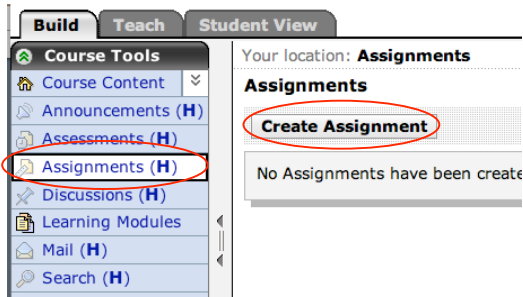 Build
Teach
Student View
Course Tools
Course Content
Announcements (H)
Assessments (H)
Assignments (H)
Discussions (H)
Learning Modules
Mail (H)
Search (H)
Your location: Assignments
Assignments
Create Assignment
No Assignments have been create